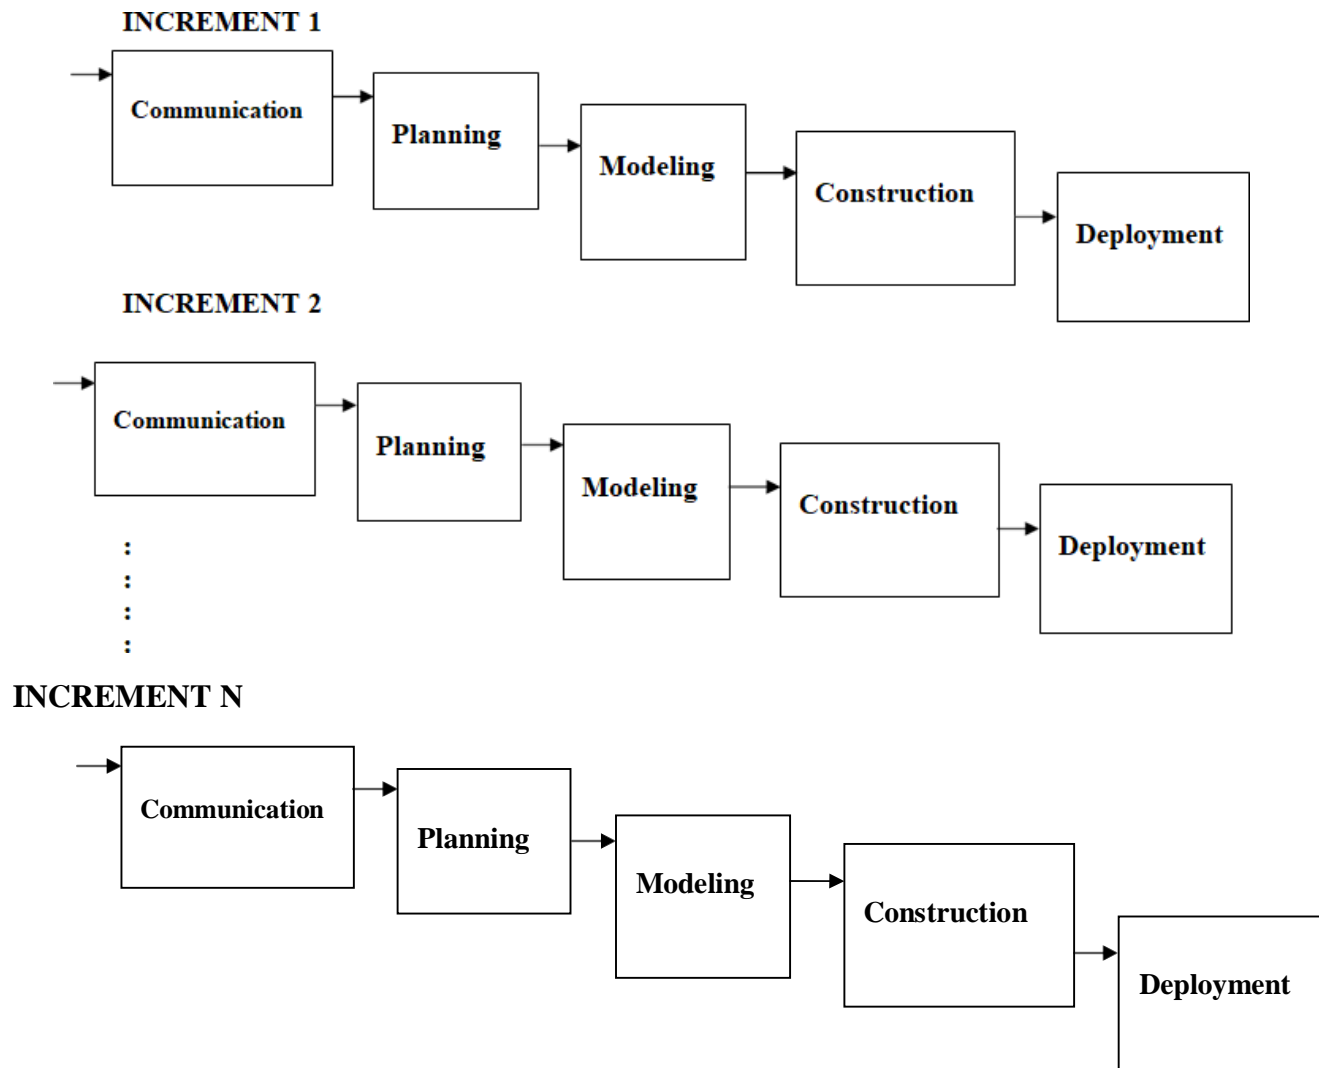 INCREMENT 1
Communication
Planning
Modeling
Construction
Deployment
INCREMENT 2
Communication
Planning
Modeling
Construction
Deployment
:
:
:
:
INCREMENT N
Communication
Planning
Modeling
Construction
Deployment